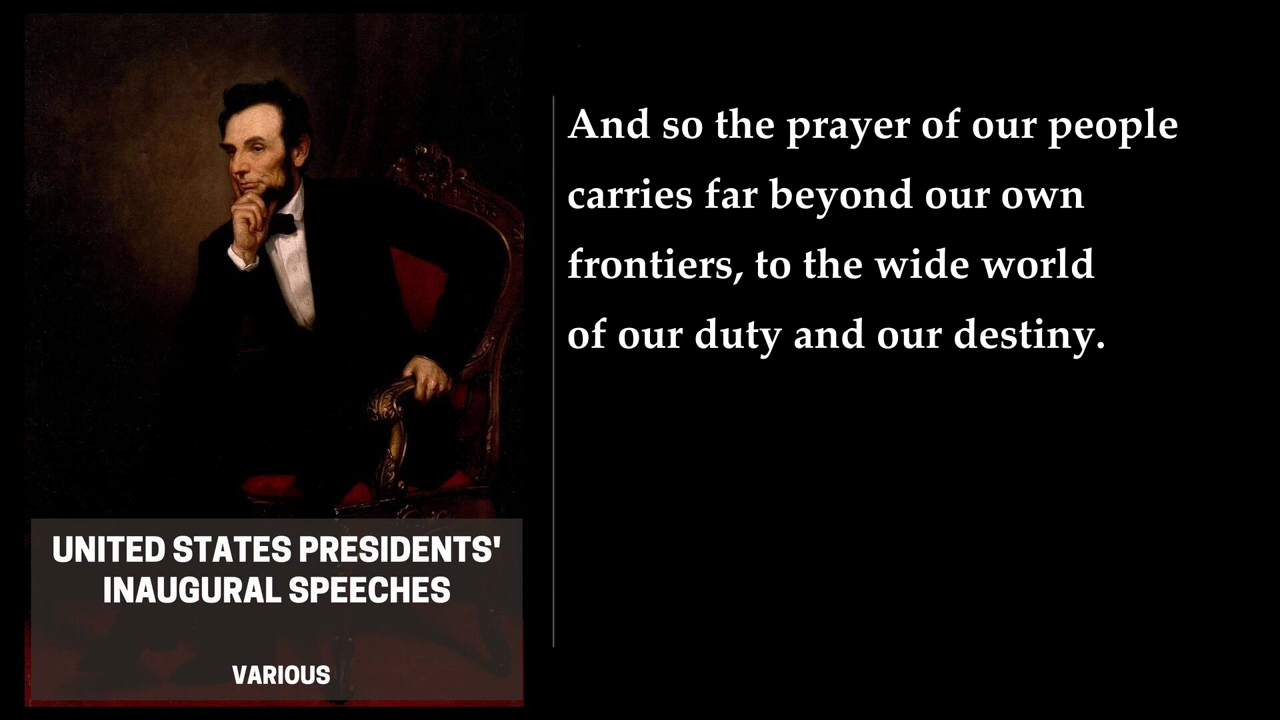 And so the prayer of our people
carries far beyond our own
frontiers, to the wide world
of our duty and our destiny.
UNITED STATES PRESIDENTS'
INAUGURAL SPEECHES
VARIOUS